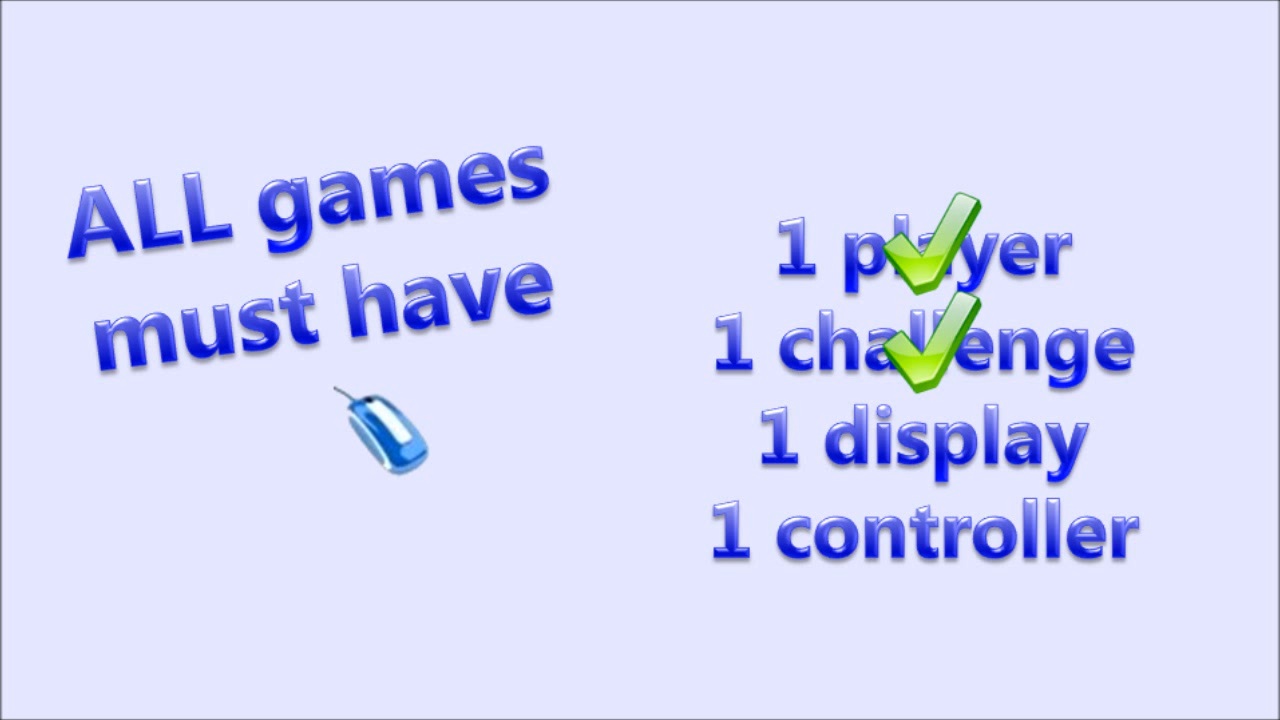 ALL games
must have
1 player
1 challenge
1 display
1 controller